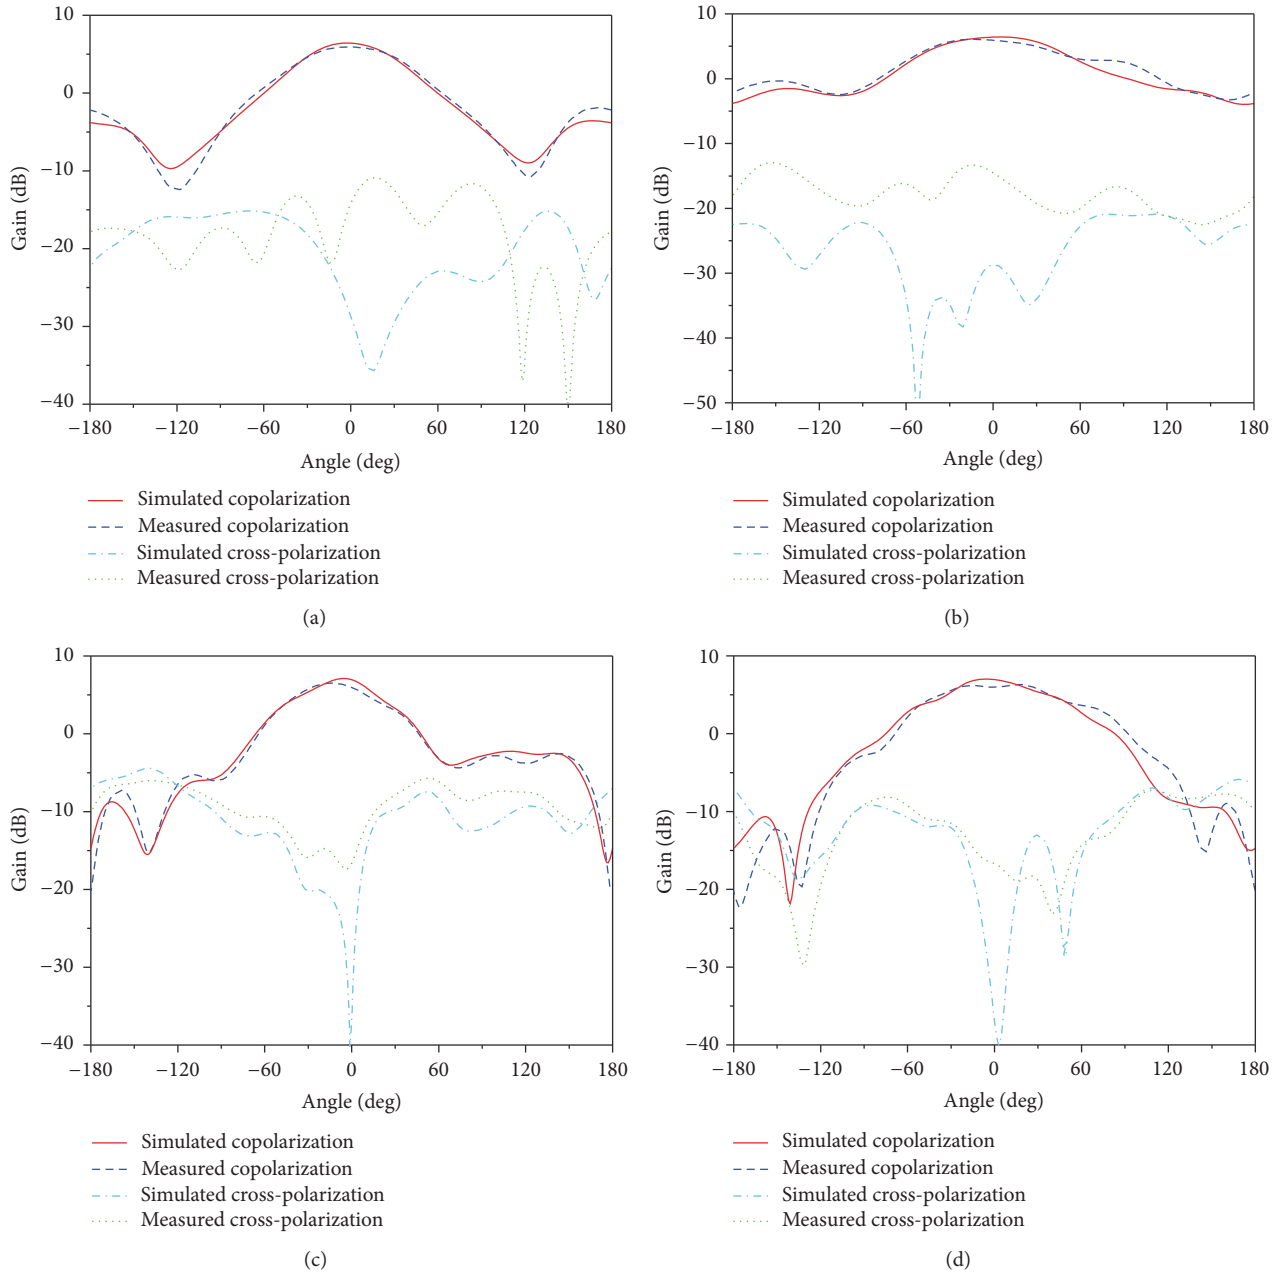 10
0
−10
−20
−30
−40
Gain (dB)
−180 −120 −60 0 60 120 180
Angle (deg)
Simulated copolarization
Measured copolarization
Simulated cross-polarization
Measured cross-polarization
(a)
10
0
−10
−20
−30
−40
−50
Gain (dB)
−180 −120 −60 0 60 120 180
Angle (deg)
Simulated copolarization
Measured copolarization
Simulated cross-polarization
Measured cross-polarization
(b)
10
0
−10
−20
−30
−40
Gain (dB)
−180 −120 −60 0 60 120 180
Angle (deg)
Simulated copolarization
Measured copolarization
Simulated cross-polarization
Measured cross-polarization
(c)
10
0
−10
−20
−30
−40
Gain (dB)
−180 −120 −60 0 60 120 180
Angle (deg)
Simulated copolarization
Measured copolarization
Simulated cross-polarization
Measured cross-polarization
(d)